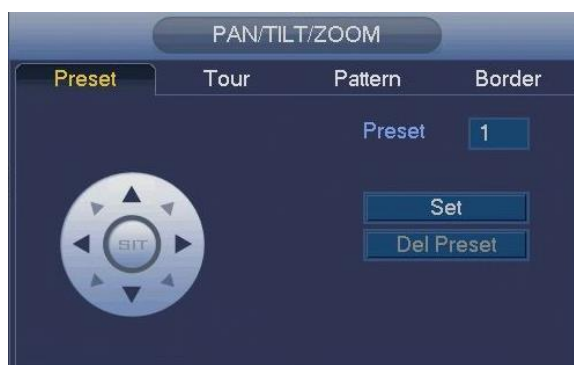 PAN/TILT/ZOOM
Preset Tour Pattern Border
Preset 1
Set
SIT
Del Preset